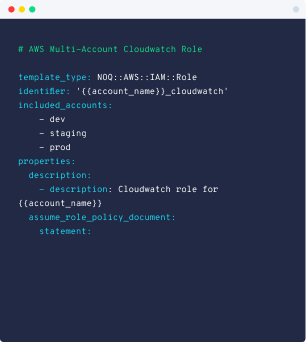 # AWS Multi-Account Cloudwatch Role
template_type: NOQ::AWS::IAM::Role
identifier: '{{account_name}}_cloudwatch'
included_accounts:
- dev
- staging
- prod
properties:
description:
- description: Cloudwatch role for
{{account_name}}
assume_role_policy_document:
statement: